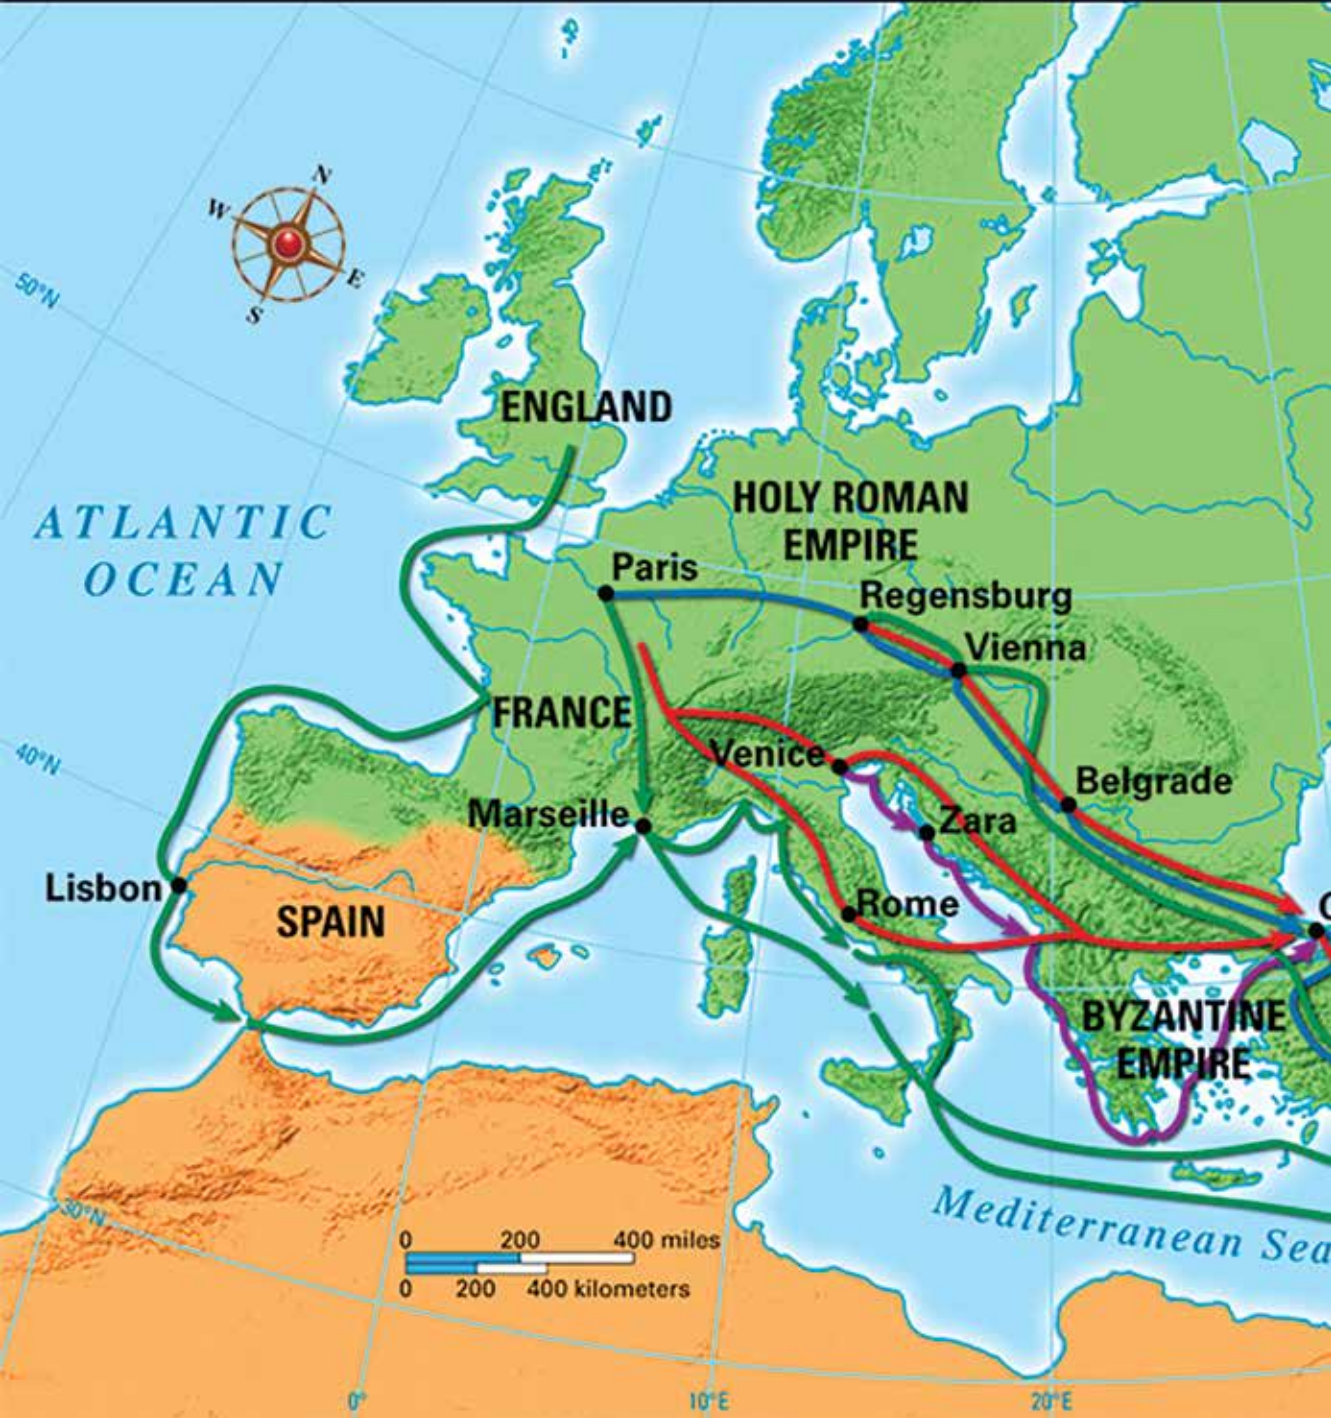 N
W
E
S
50°N
ENGLAND
ATLANTIC
OCEAN
HOLY ROMAN
EMPIRE
Paris
Regensburg
Vienna
FRANCE
Venice
40°N
Belgrade
Marseille
Zara
Lisbon
SPAIN
Rome
C
BYZANTINE
EMPIRE
Mediterranean Sea
30°N
0 200 400 miles
0 200 400 kilometers
0° 10°E 20°E